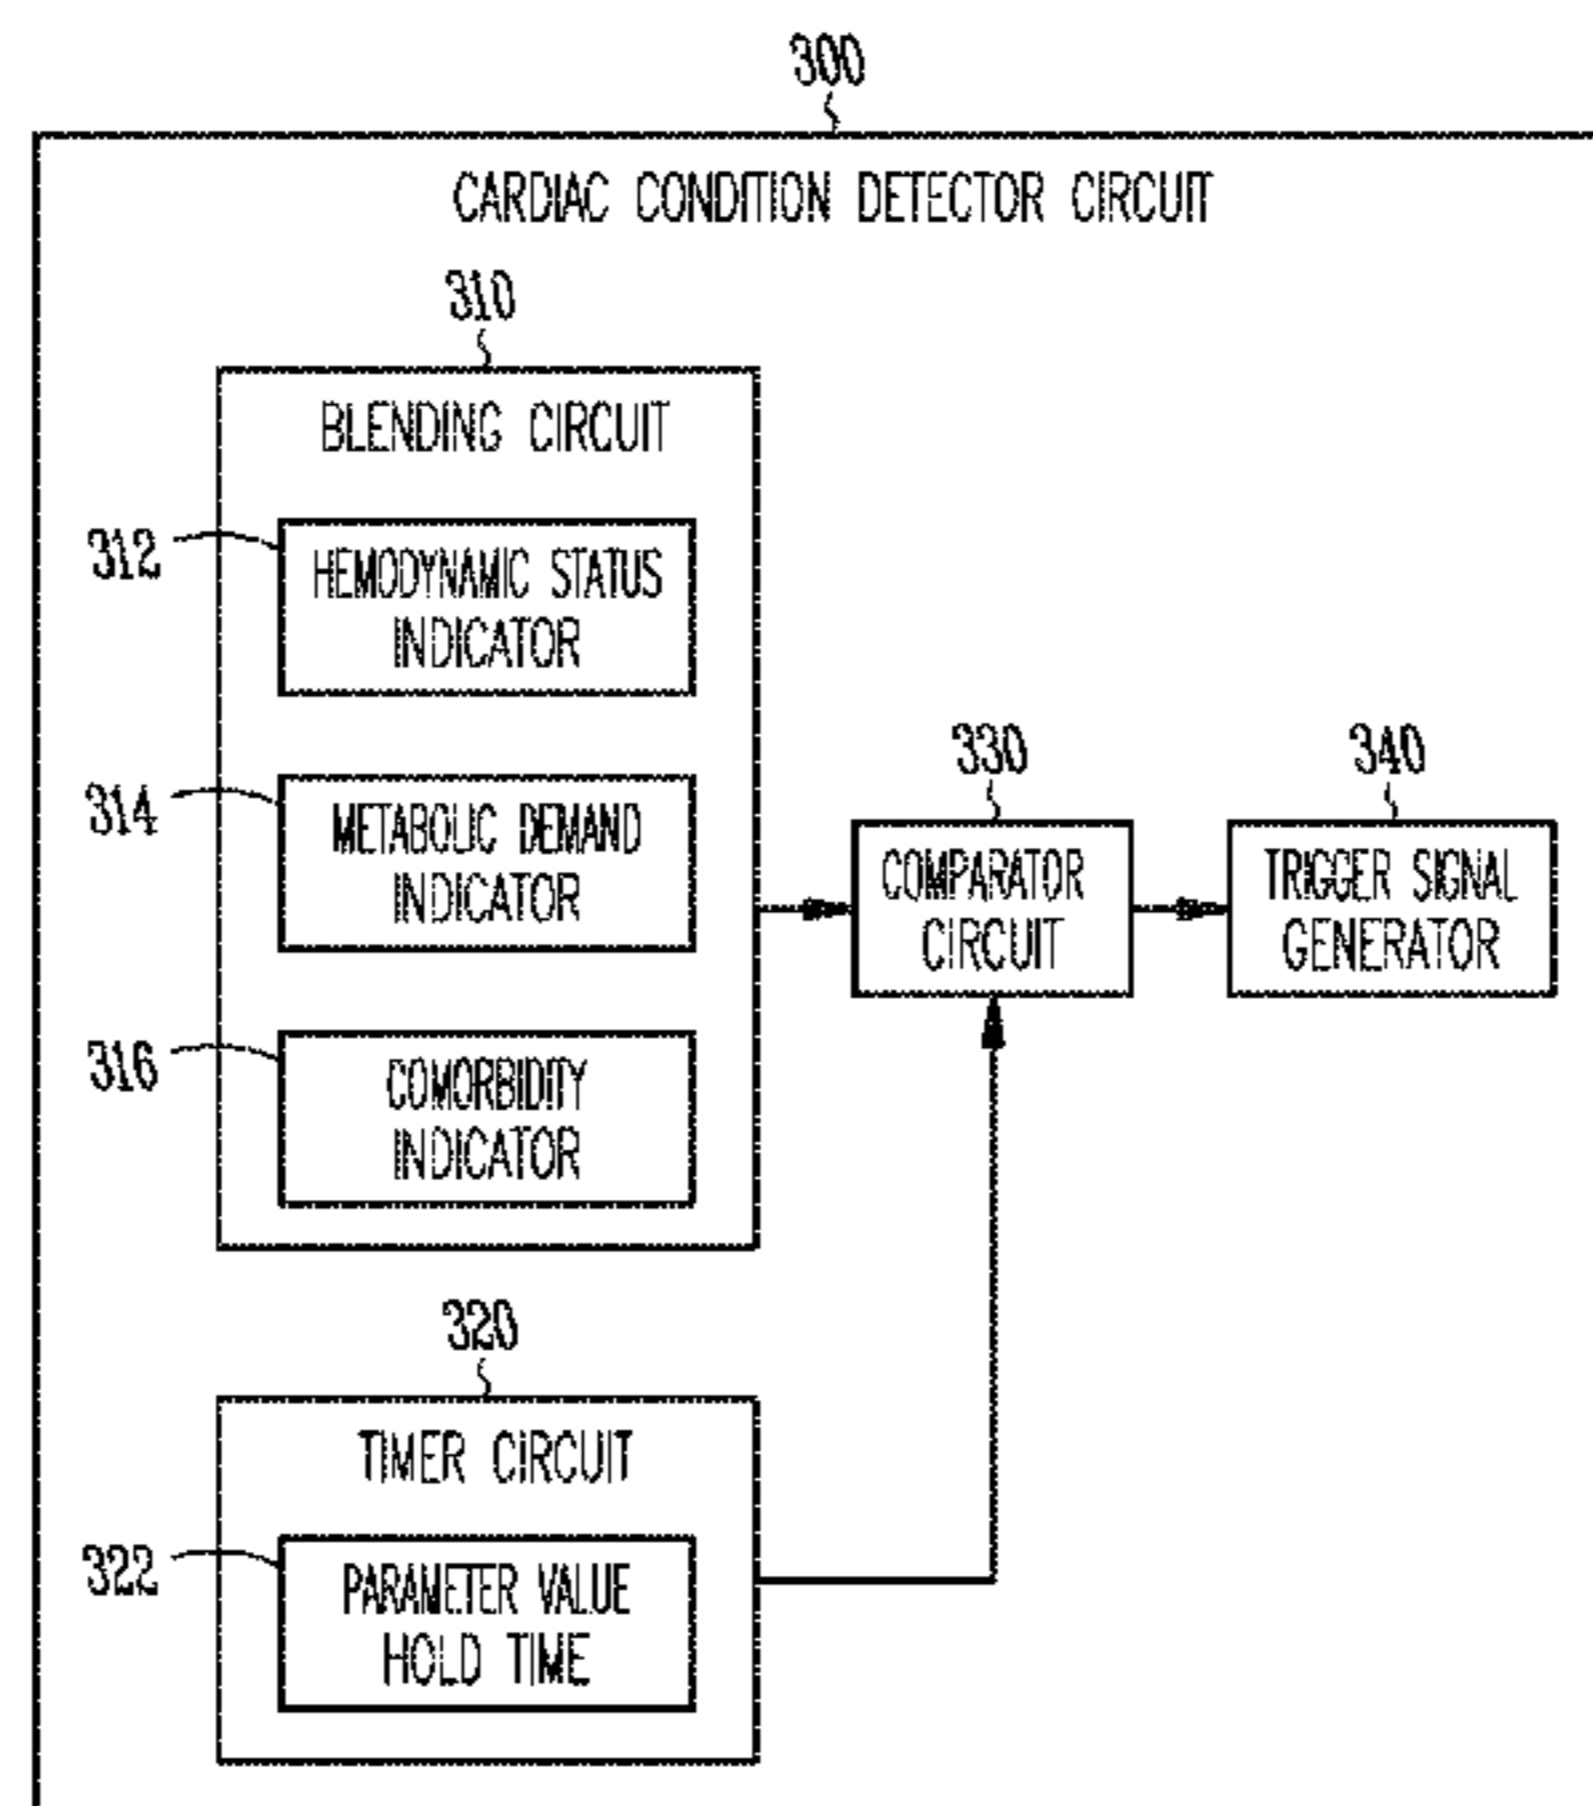 300
CARDIAC CONDITION DETECTOR CIRCUIT
310
BLENDING CIRCUIT
312
HEMODYNAMIC STATUS
INDICATOR
314
METABOLIC DEMAND
INDICATOR
316
COMORBIDITY
INDICATOR
330
COMPARATOR
CIRCUIT
340
TRIGGER SIGNAL
GENERATOR
320
TIMER CIRCUIT
322
PARAMETER VALUE
HOLD TIME